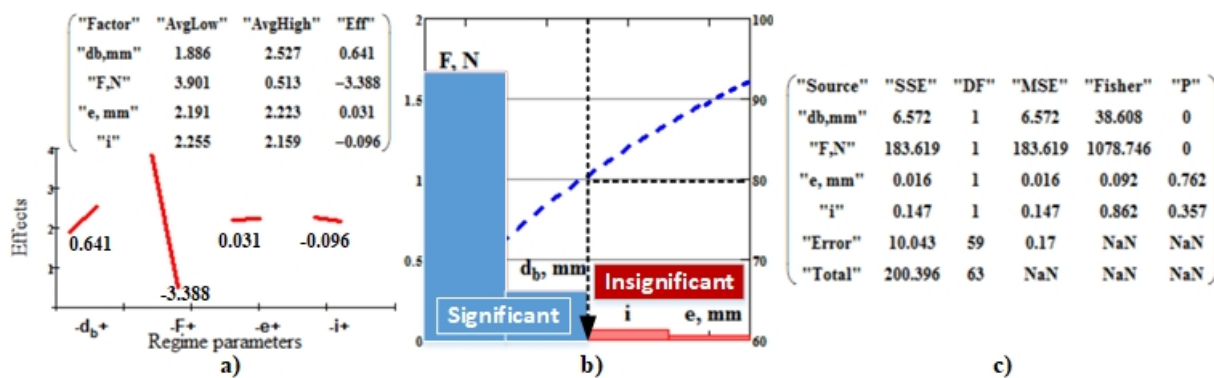 "Factor" "AvgLow" "AvgHigh" "Eff"
"db,mm" 1.886 2.527 0.641
"F,N" 3.901 0.513 −3.388
"e, mm" 2.191 2.223 0.031
"i" 2.255 2.159 −0.096
Effects
4
3
2
1
0.641
-3.388
0.031
-0.096
-db+ -F+ -e+ -i+
Regime parameters
a)
2
1.5
1
0.5
0
100
90
80
70
60
F, N
db, mm
Significant
Insignificant
i e, mm
b)
"Source" "SSE" "DF" "MSE" "Fisher" "P"
"db,mm" 6.572 1 6.572 38.608 0
"F,N" 183.619 1 183.619 1078.746 0
"e, mm" 0.016 1 0.016 0.092 0.762
"i" 0.147 1 0.147 0.862 0.357
"Error" 10.043 59 0.17 NaN NaN
"Total" 200.396 63 NaN NaN NaN
c)